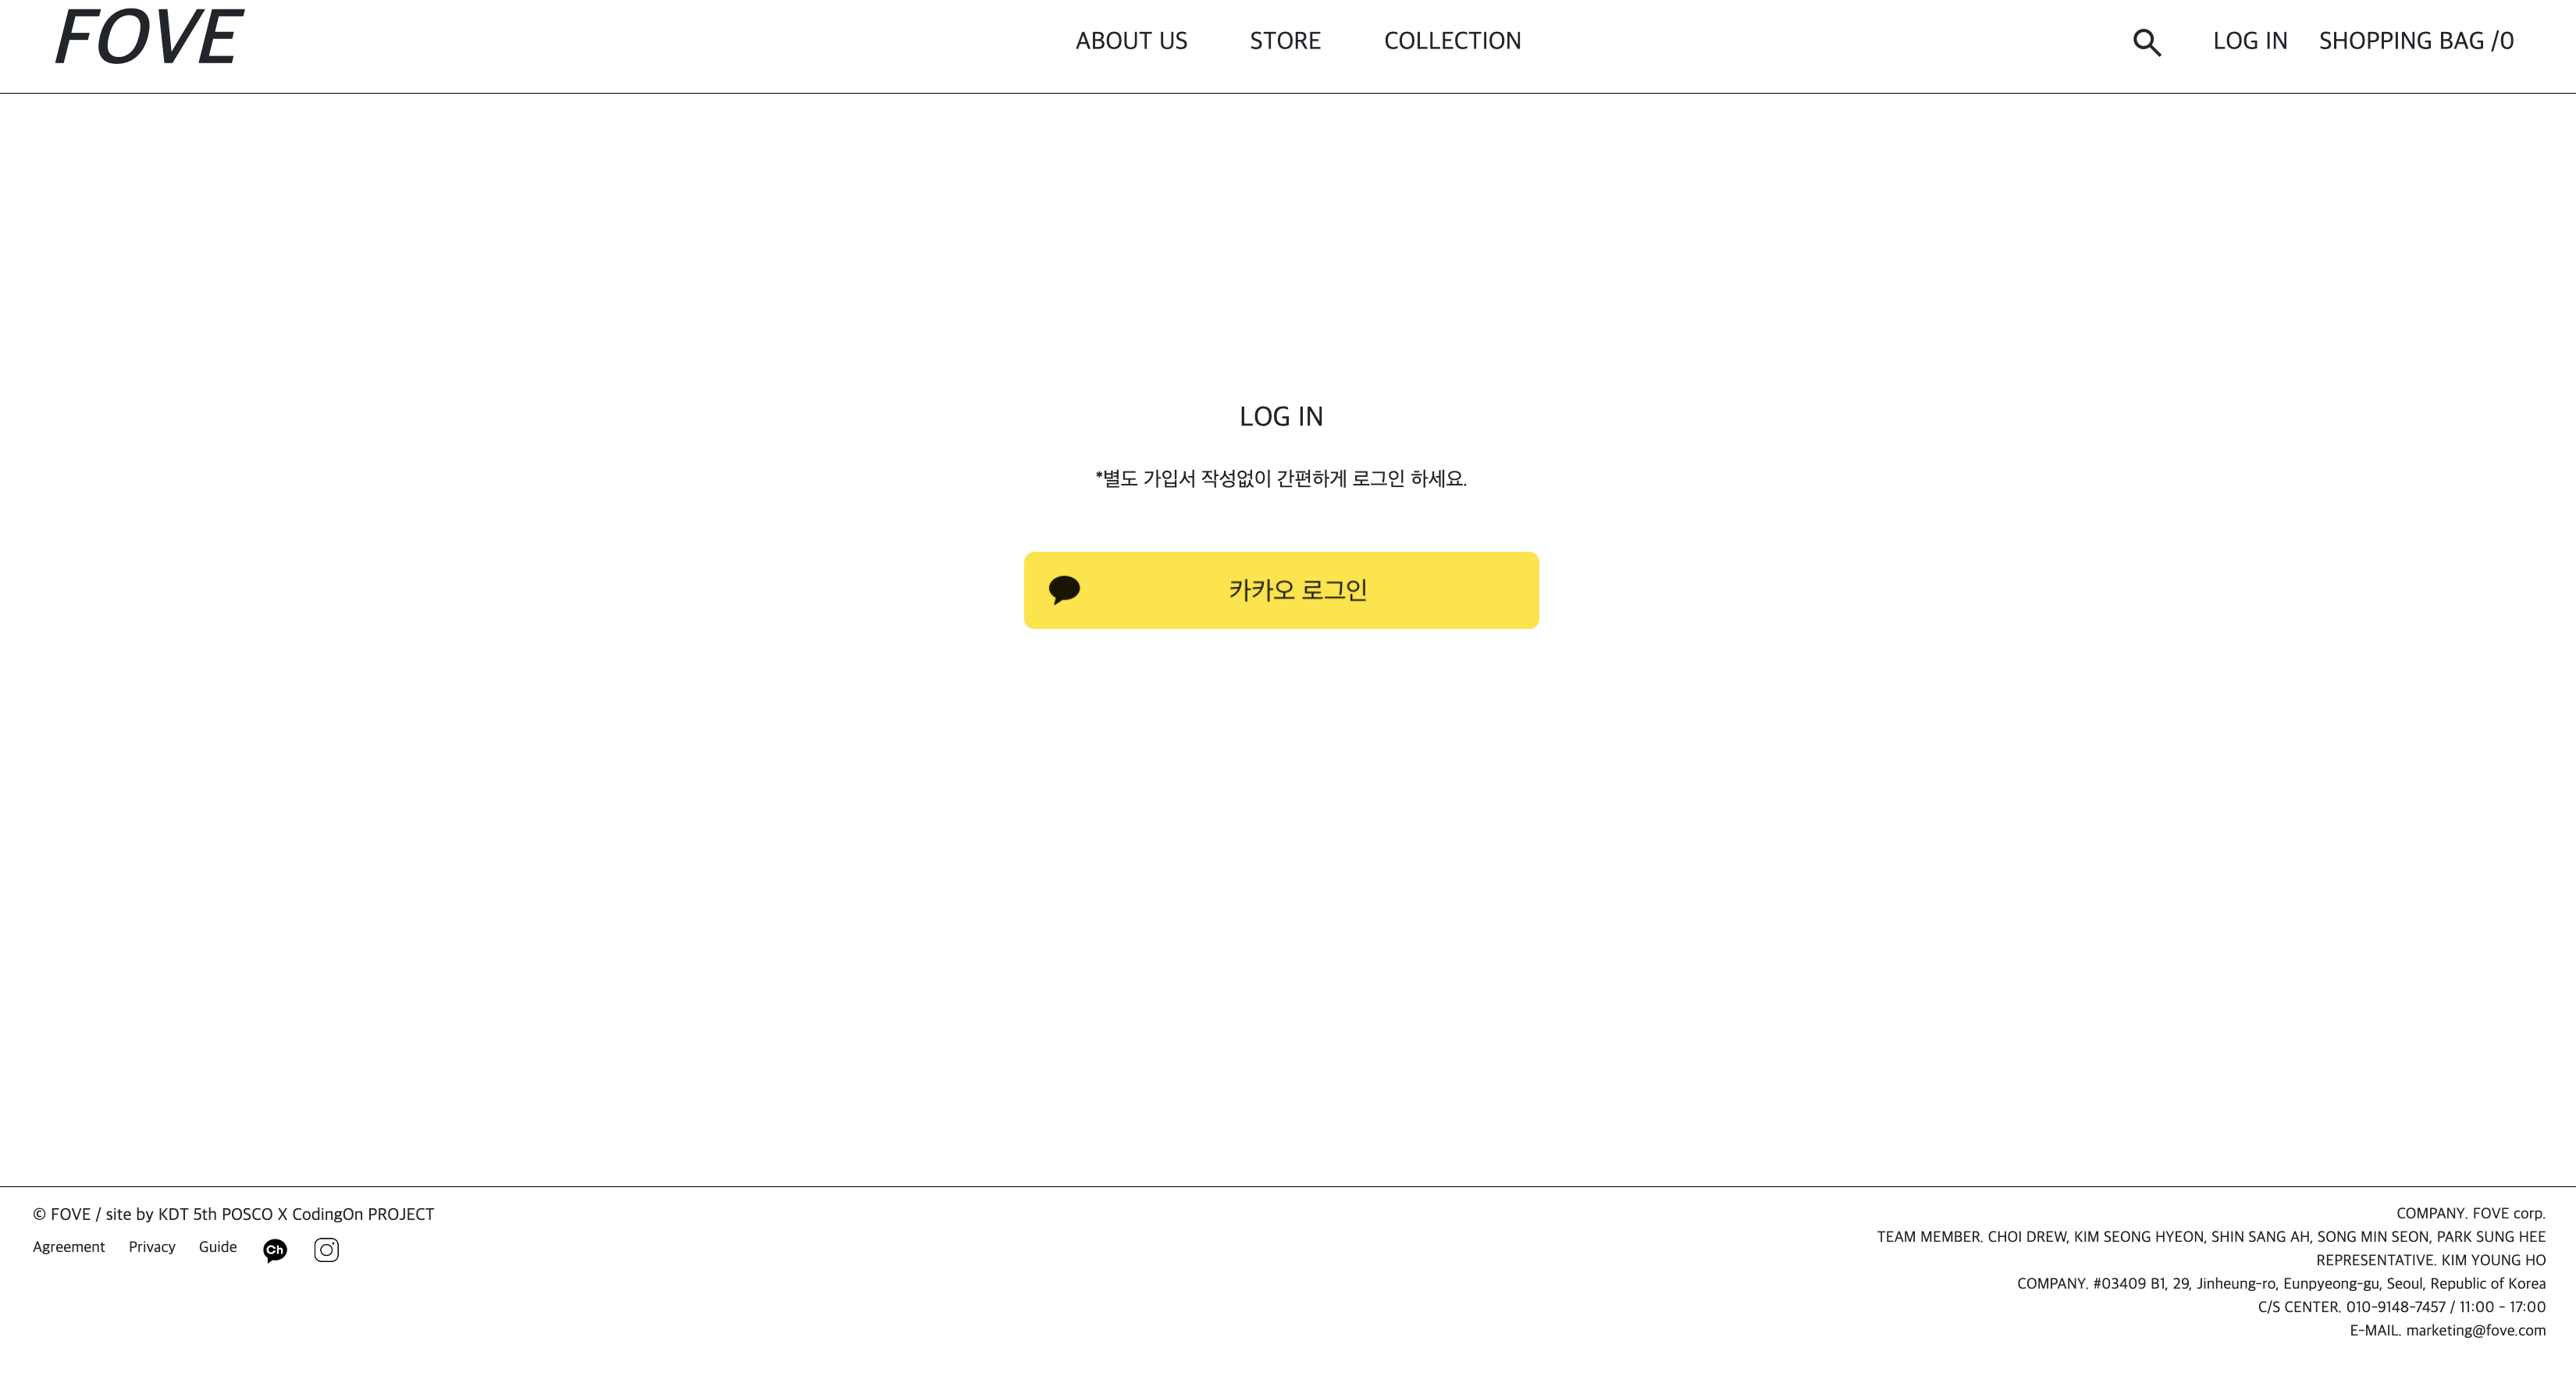 FOVE
ABOUT US STORE COLLECTION
LOG IN SHOPPING BAG /0
LOG IN
*별도 가입서 작성없이 간편하게 로그인 하세요.
카카오 로그인
© FOVE / site by KDT 5th POSCO X CodingOn PROJECT
Agreement Privacy Guide Ch
COMPANY. FOVE corp.
TEAM MEMBER. CHOI DREW, KIM SEONG HYEON, SHIN SANG AH, SONG MIN SEON, PARK SUNG HEE
REPRESENTATIVE. KIM YOUNG HO
COMPANY. #03409 B1, 29, Jinheung-ro, Eunpyeong-gu, Seoul, Republic of Korea
C/S CENTER. 010-9148-7457 / 11:00 - 17:00
E-MAIL. marketing@fove.com